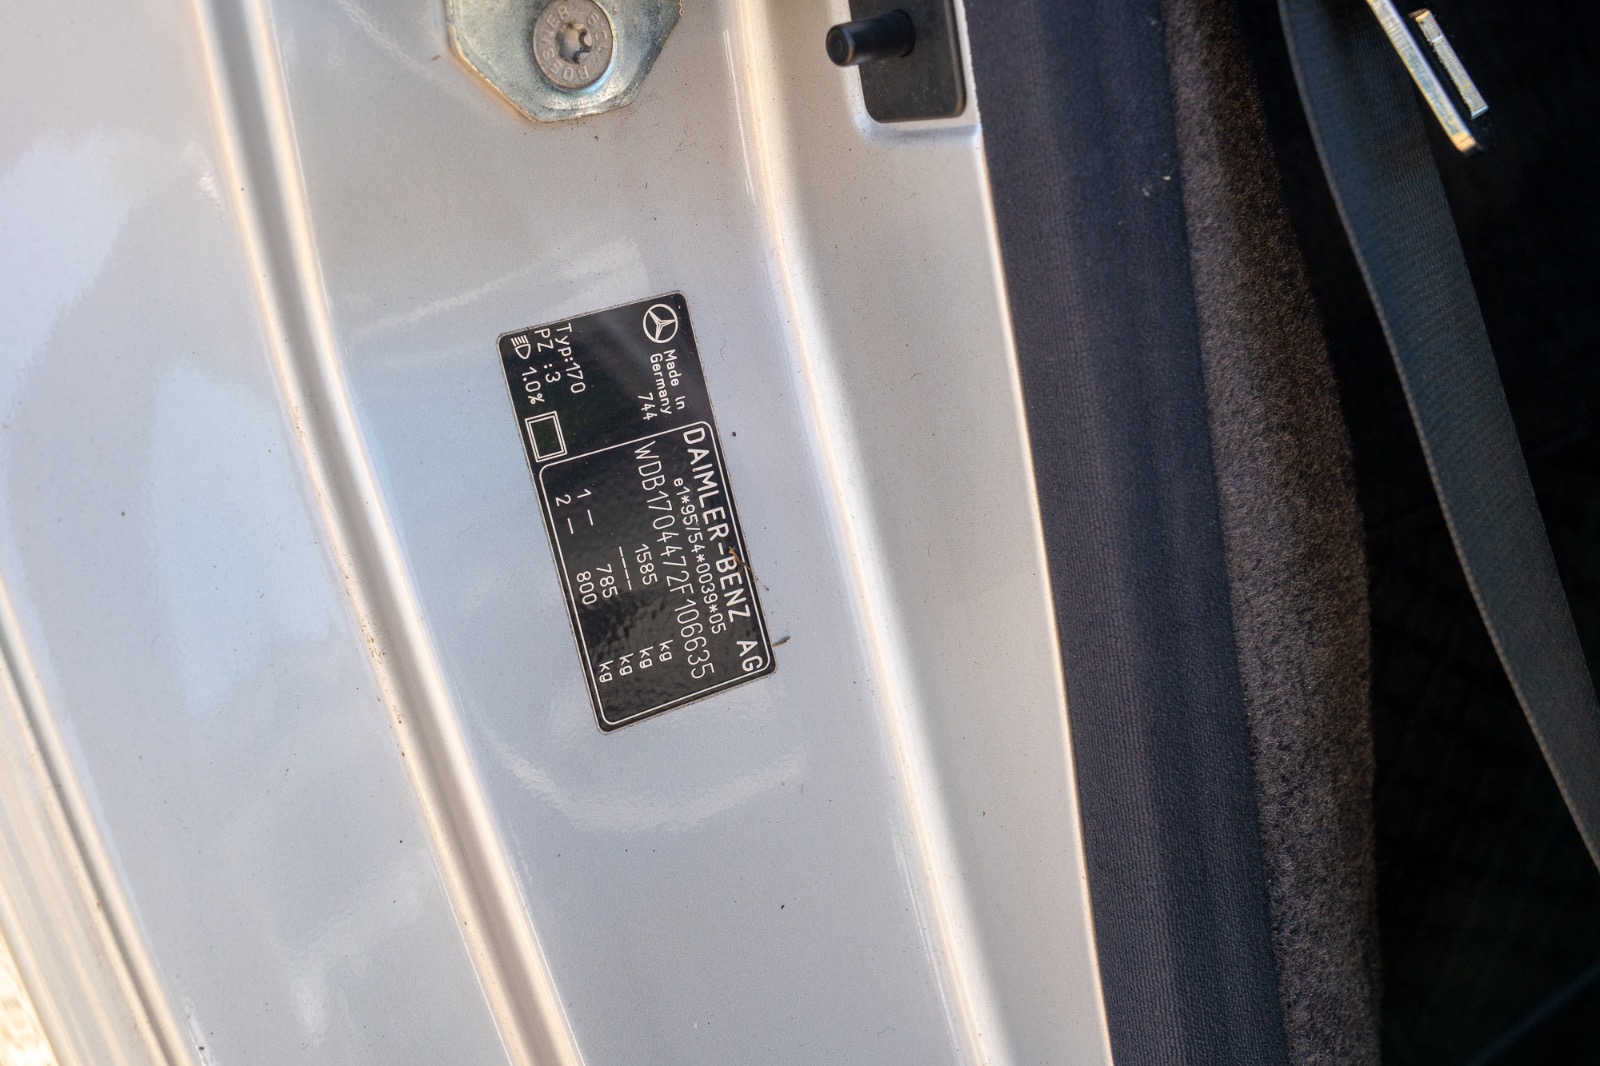 DAIMLER-BENZ AG
e1*95/54*0039*05
WDB1704472F106635
1585 kg
---- kg
1— 785 kg
2— 800 kg
Made in
Germany
744
Typ:170
PZ :3
1.0%